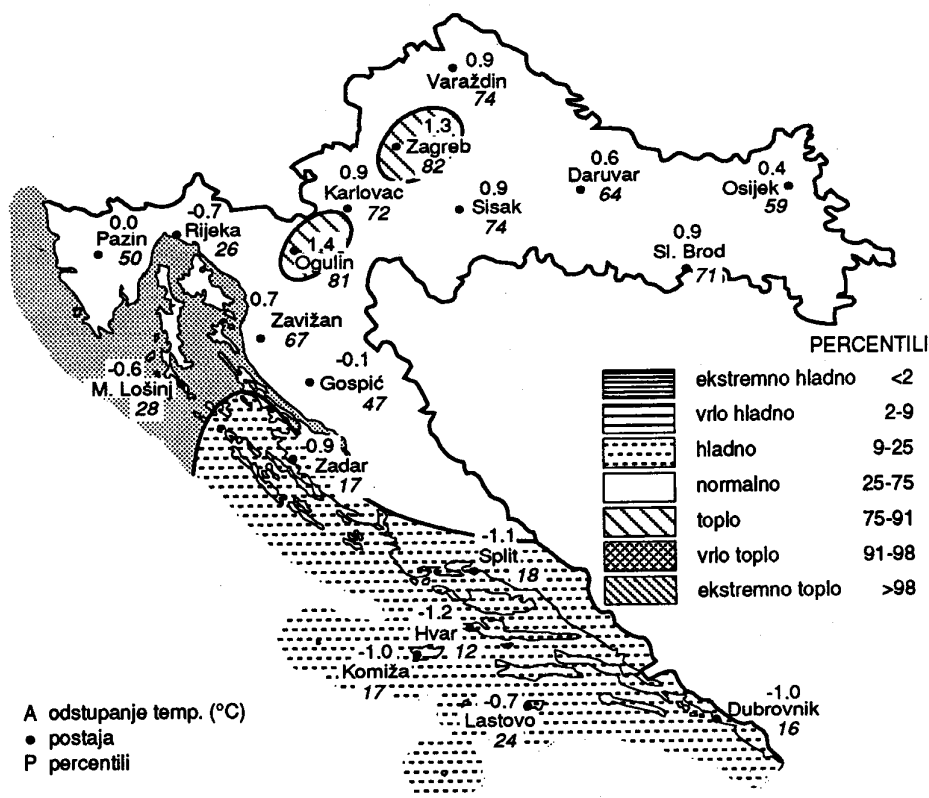 0.9
Varaždin
74
1.3
Zagreb
82
0.9
Karlovac
72
0.9
Sisak
74
0.6
Daruvar
64
0.4
Osijek
59
0.9
Sl. Brod
71
0.0
Pazin
50
-0.7
Rijeka
26
1.4
Ogulin
81
0.7
Zavižan
67
-0.1
Gospić
47
-0.6
M. Lošinj
28
-0.9
Zadar
17
-1.1
Split
18
-1.2
Hvar
12
-1.0
Komiža
17
-0.7
Lastovo
24
-1.0
Dubrovnik
16
PERCENTILI
ekstremno hladno <2
vrlo hladno 2-9
hladno 9-25
normalno 25-75
toplo 75-91
vrlo toplo 91-98
ekstremno toplo >98
A odstupanje temp. (°C)
• postaja
P percentili